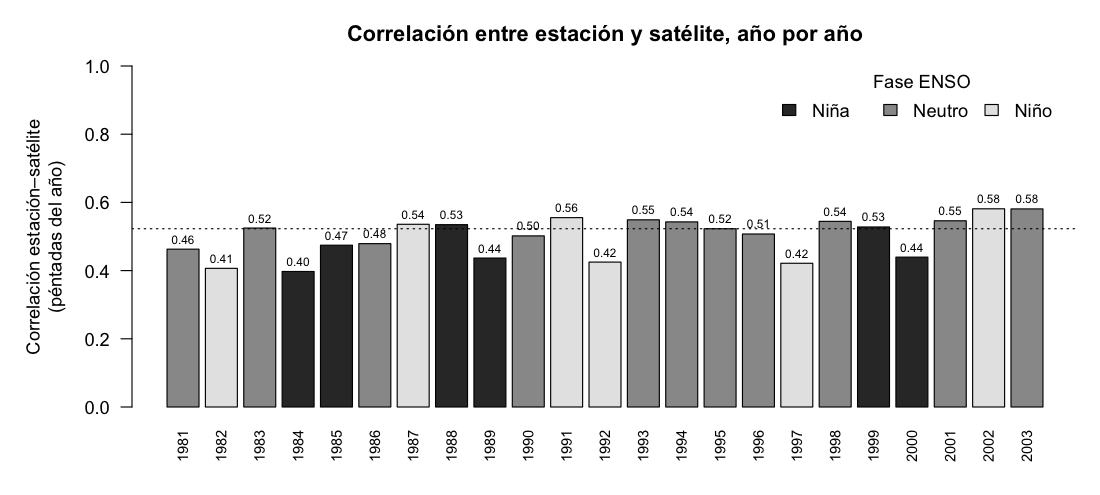 Correlación entre estación y satélite, año por año
Fase ENSO
Niña Neutro Niño
Correlación estación–satélite
(péntadas del año)
1.0
0.8
0.6
0.4
0.2
0.0
0.46 0.41 0.52 0.40 0.47 0.48 0.54 0.53 0.44 0.50 0.56 0.42 0.55 0.54 0.52 0.51 0.42 0.54 0.53 0.44 0.55 0.58 0.58
1981 1982 1983 1984 1985 1986 1987 1988 1989 1990 1991 1992 1993 1994 1995 1996 1997 1998 1999 2000 2001 2002 2003